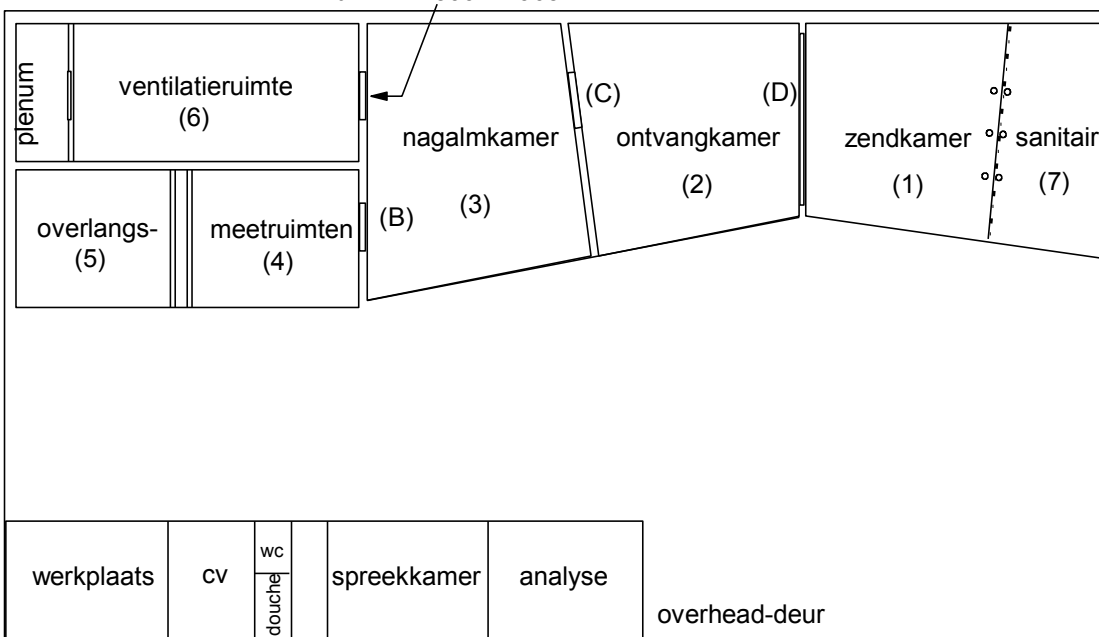 plenum
ventilatieruimte
(6)
nagalmkamer
(3)
(C)
ontvangkamer
(2)
(D)
zendkamer
(1)
sanitair
(7)
overlangs-
(5)
meetruimten
(4)
(B)
werkplaats
cv
wc
douche
spreekkamer
analyse
overhead-deur